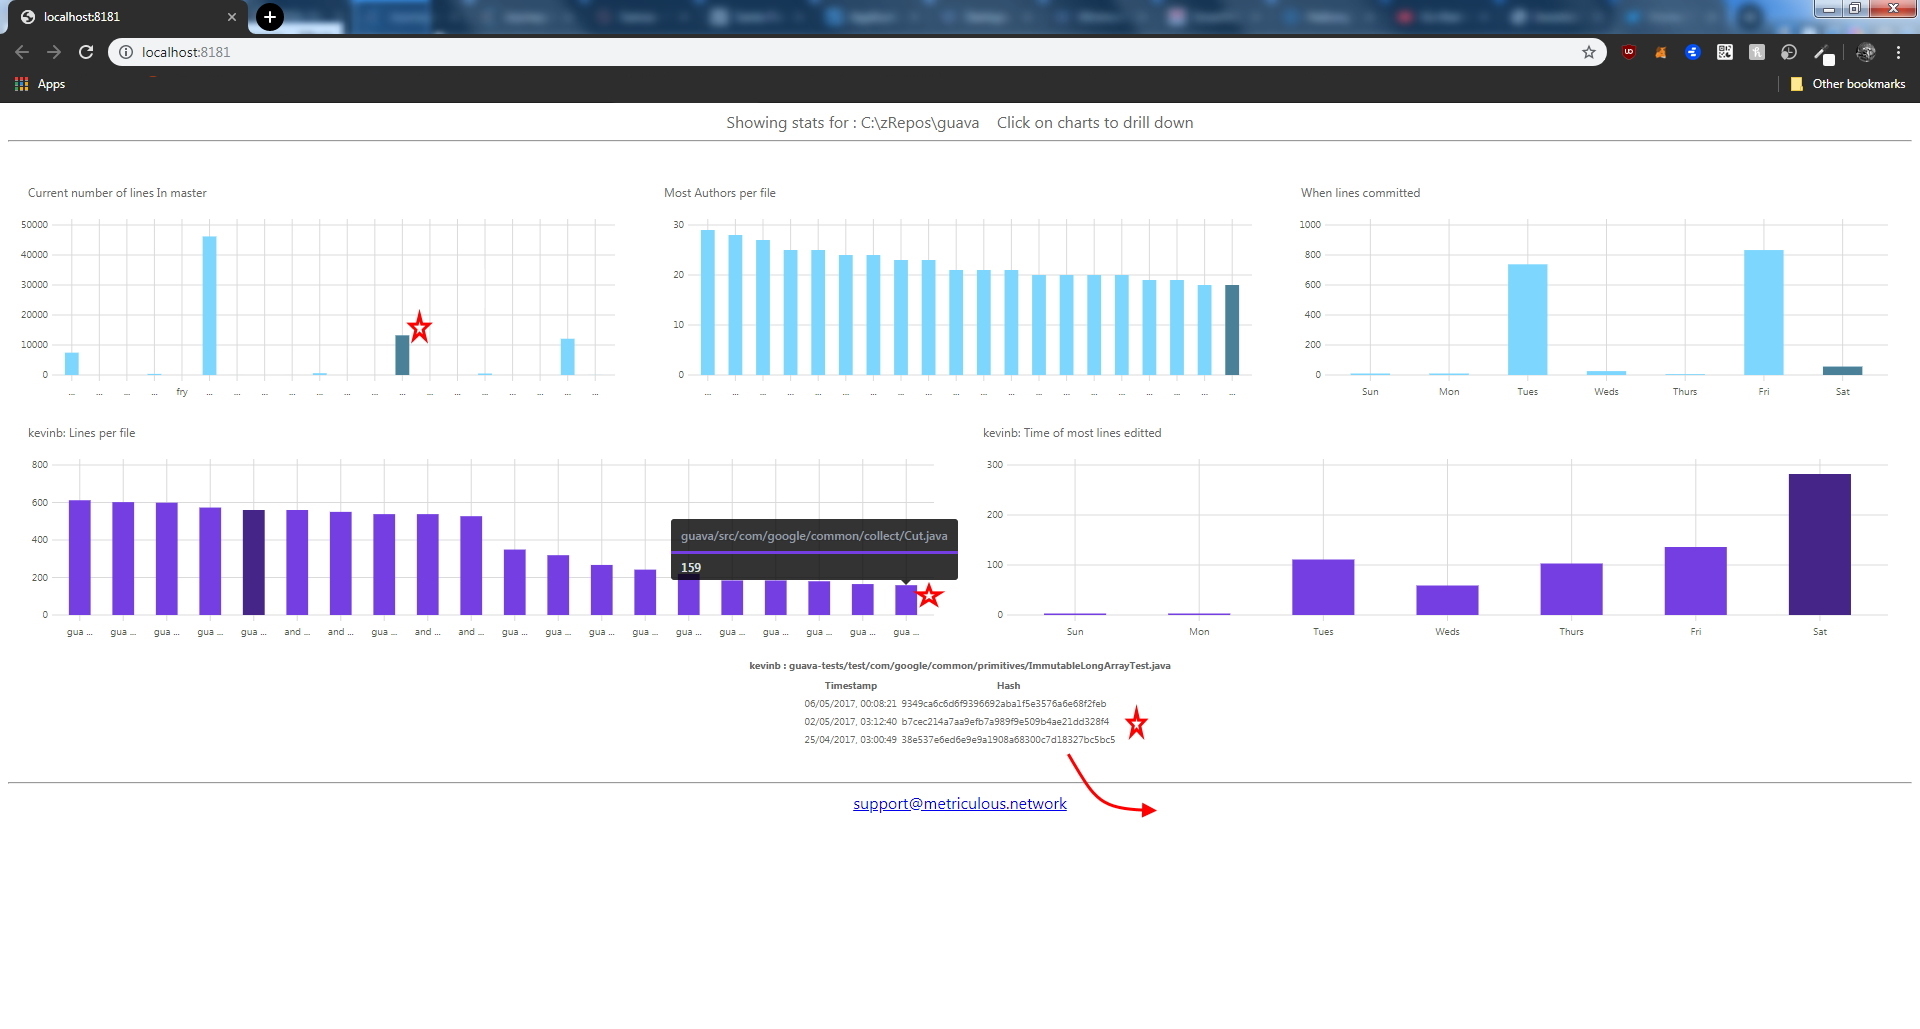 localhost:8181
localhost:8181
Apps
Other bookmarks
Showing stats for : C:\zRepos\guava Click on charts to drill down
Current number of lines In master
50000
40000
30000
20000
10000
0
... ... ... ... fry ... ... ... ... ... ... ... ... ... ... ... ... ... ... ...
Most Authors per file
30
20
10
0
... ... ... ... ... ... ... ... ... ... ... ... ... ... ... ... ... ... ... ...
When lines committed
1000
800
600
400
200
0
Sun Mon Tues Weds Thurs Fri Sat
kevinb: Lines per file
800
600
400
200
0
gua ... gua ... gua ... gua ... gua ... and ... and ... gua ... and ... and ... gua ... gua ... gua ... gua ... gua ... gua ... gua ... gua ... gua ... gua ...
guava/src/com/google/common/collect/Cut.java
159
kevinb: Time of most lines editted
300
200
100
0
Sun Mon Tues Weds Thurs Fri Sat
kevinb : guava-tests/test/com/google/common/primitives/ImmutableLongArrayTest.java
Timestamp Hash
06/05/2017, 00:08:21 9349ca6c6d6f9396692aba1f5e3576a6e68f2feb
02/05/2017, 03:12:40 b7cec214a7aa9efb7a989f9e509b4ae21dd328f4
25/04/2017, 03:00:49 38e537e6ed6e9e9a1908a68300c7d18327bc5bc5
support@metriculous.network